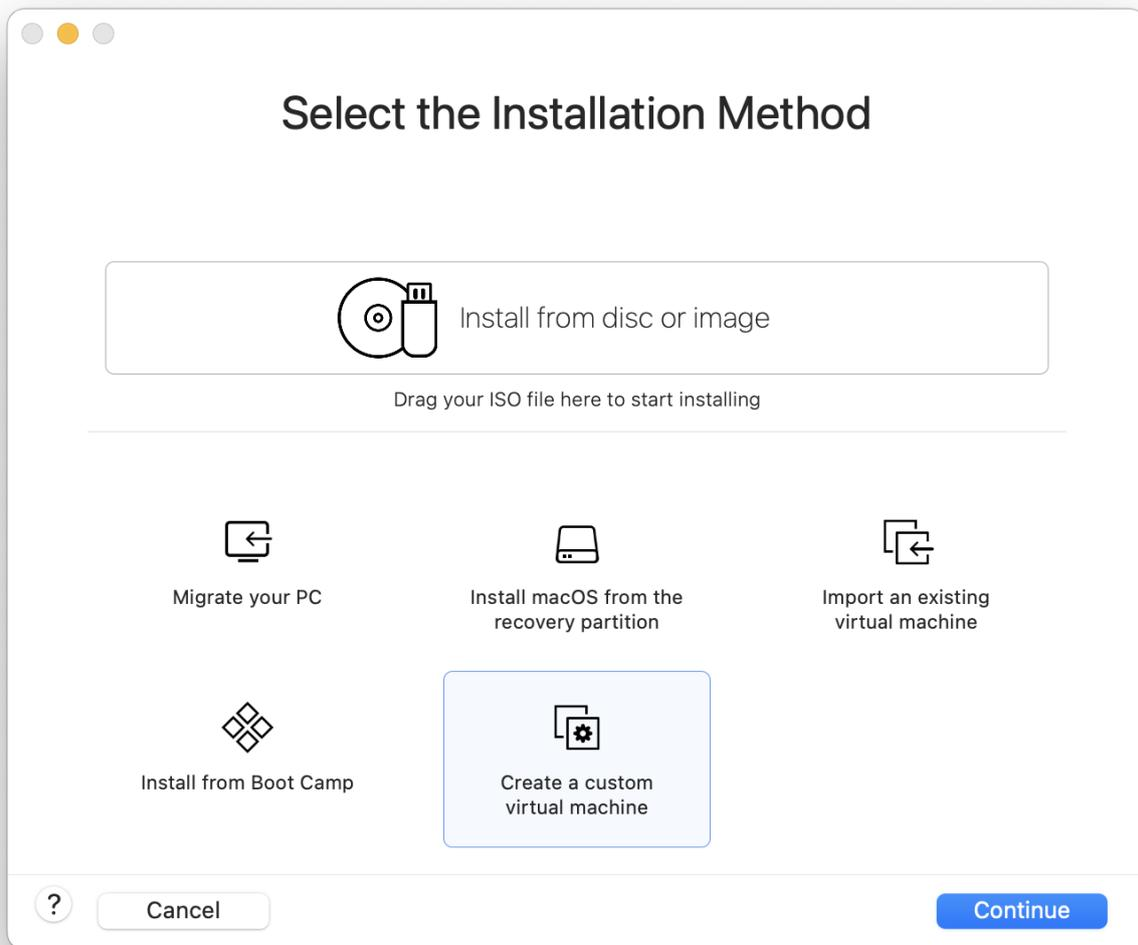 Select the Installation Method
Install from disc or image
Drag your ISO file here to start installing
Migrate your PC
Install macOS from the
recovery partition
Import an existing
virtual machine
Install from Boot Camp
Create a custom
virtual machine
?
Cancel
Continue